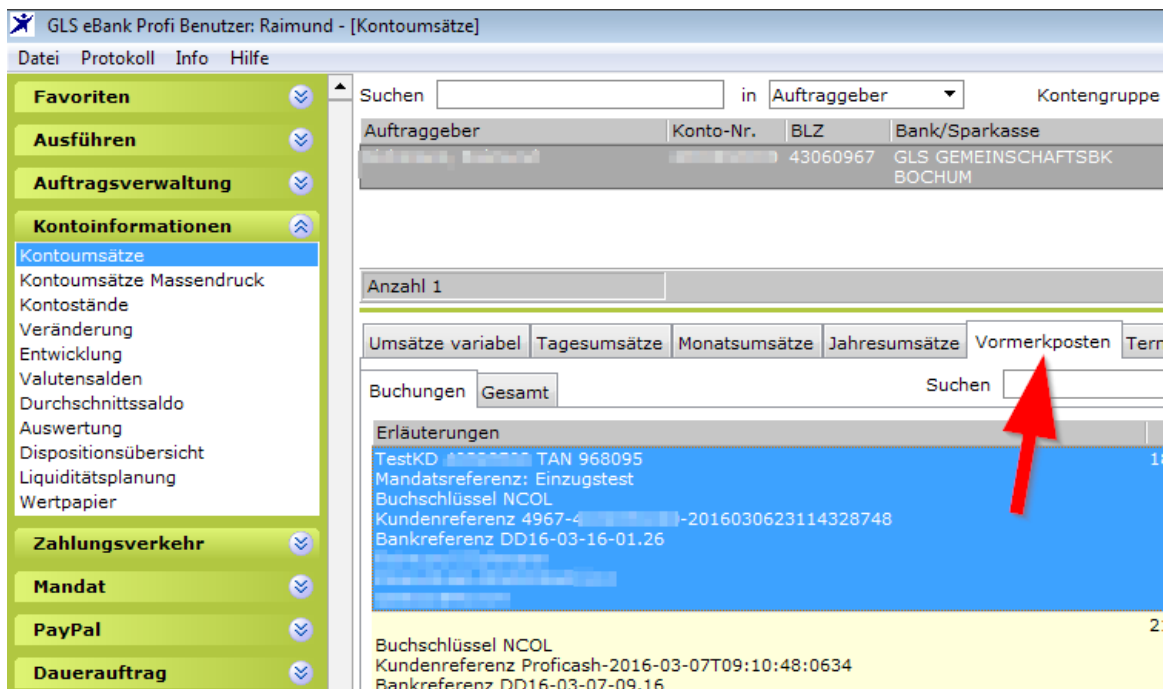 GLS eBank Profi Benutzer: Raimund - [Kontoumsätze]
Datei Protokoll Info Hilfe
Favoriten
Ausführen
Auftragsverwaltung
Kontoinformationen
Kontoumsätze
Kontoumsätze Massendruck
Kontostände
Veränderung
Entwicklung
Valutensalden
Durchschnittssaldo
Auswertung
Dispositionsübersicht
Liquiditätsplanung
Wertpapier
Zahlungsverkehr
Mandat
PayPal
Dauerauftrag
Suchen in Auftraggeber Kontengruppe
Auftraggeber Konto-Nr. BLZ Bank/Sparkasse
43060967 GLS GEMEINSCHAFTSBK
BOCHUM
Anzahl 1
Umsätze variabel Tagesumsätze Monatsumsätze Jahresumsätze Vormerkposten
Buchungen Gesamt Suchen
Erläuterungen
TestKD TAN 968095
Mandatsreferenz: Einzugstest
Buchschlüssel NCOL
Kundenreferenz 4967-4 -2016030623114328748
Bankreferenz DD16-03-16-01.26
Buchschlüssel NCOL
Kundenreferenz Proficash-2016-03-07T09:10:48:0634
Bankreferenz DD16-03-07-09.16